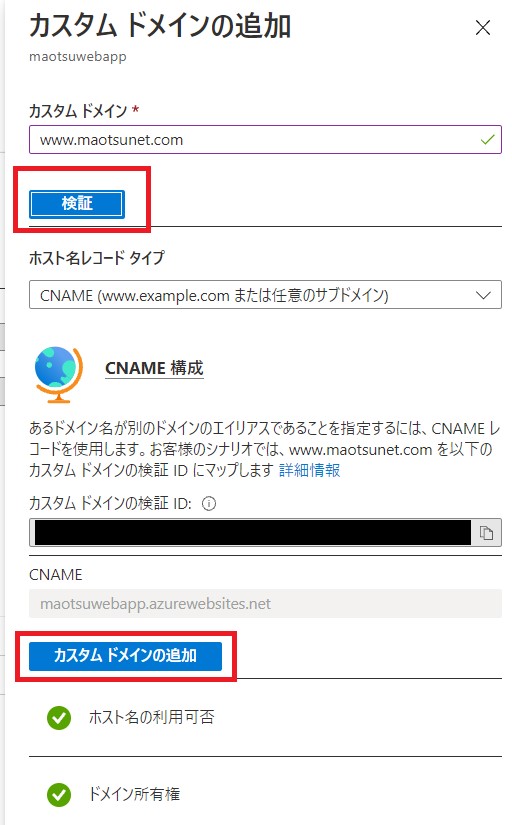 カスタム ドメインの追加
maotsuwebapp
カスタム ドメイン *
www.maotsunet.com
検証
ホスト名レコード タイプ
CNAME (www.example.com または任意のサブドメイン)
CNAME 構成
あるドメイン名が別のドメインのエイリアスであることを指定するには、CNAME レ
コードを使用します。お客様のシナリオでは、www.maotsunet.com を以下の
カスタム ドメインの検証 ID にマップします 詳細情報
カスタム ドメインの検証 ID:
CNAME
maotsuwebapp.azurewebsites.net
カスタム ドメインの追加
ホスト名の利用可否
ドメイン所有権